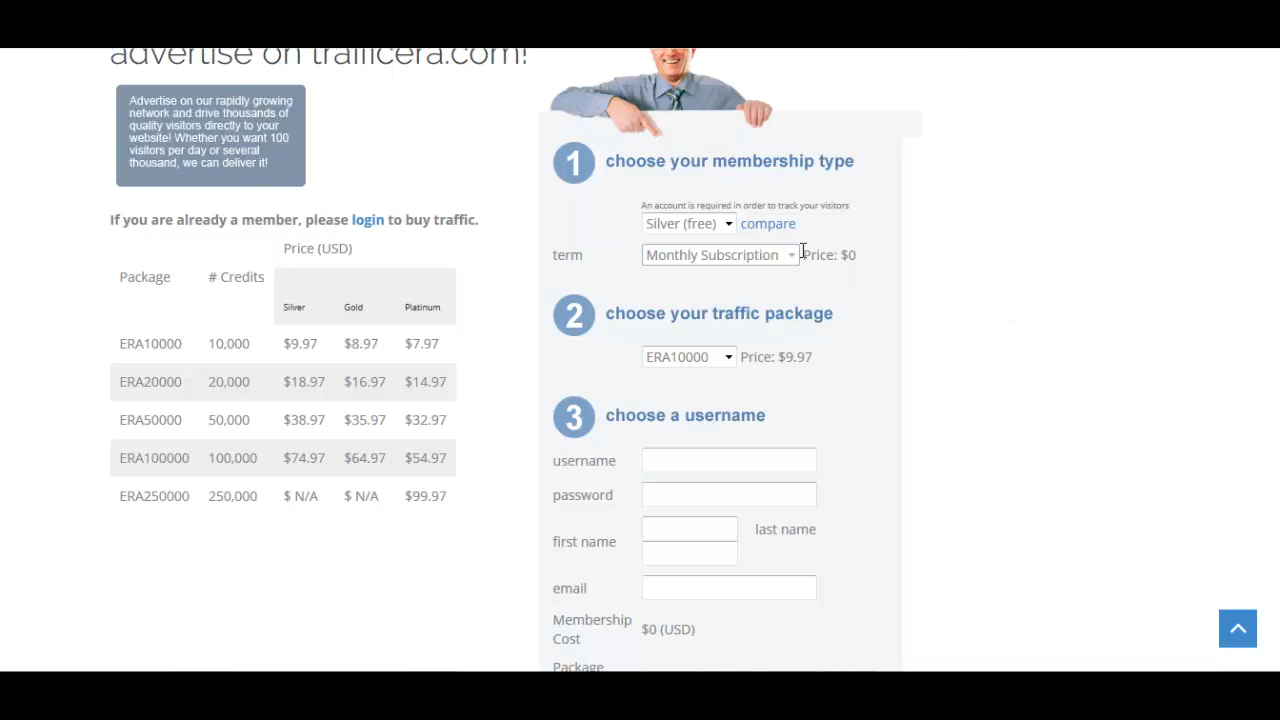 advertise on trafficera.com!
Advertise on our rapidly growing
network and drive thousands of
quality visitors directly to your
website! Whether you want 100
visitors per day or several
thousand, we can deliver it!
If you are already a member, please login to buy traffic.
Price (USD)
Package # Credits
Silver Gold Platinum
ERA10000 10,000 $9.97 $8.97 $7.97
ERA20000 20,000 $18.97 $16.97 $14.97
ERA50000 50,000 $38.97 $35.97 $32.97
ERA100000 100,000 $74.97 $64.97 $54.97
ERA250000 250,000 $ N/A $ N/A $99.97
1 choose your membership type
An account is required in order to track your visitors
Silver (free) compare
term Monthly Subscription Price: $0
2 choose your traffic package
ERA10000 Price: $9.97
3 choose a username
username
password
first name last name
email
Membership
Cost $0 (USD)
Package